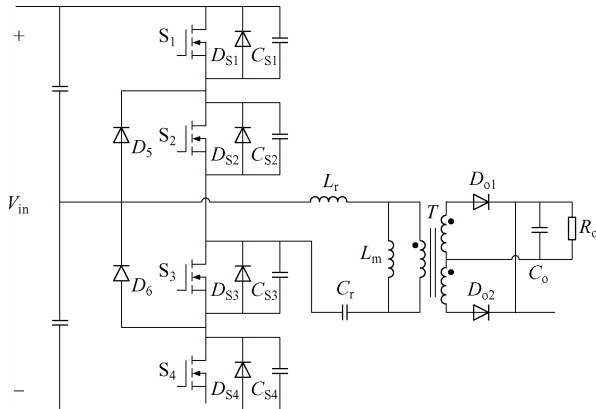 +
S1
DS1
CS1
S2
D5
DS2
CS2
Vin
Lr
T
Do1
Lm
Co
Ro
S3
D6
DS3
CS3
Cr
Do2
S4
DS4
CS4
−